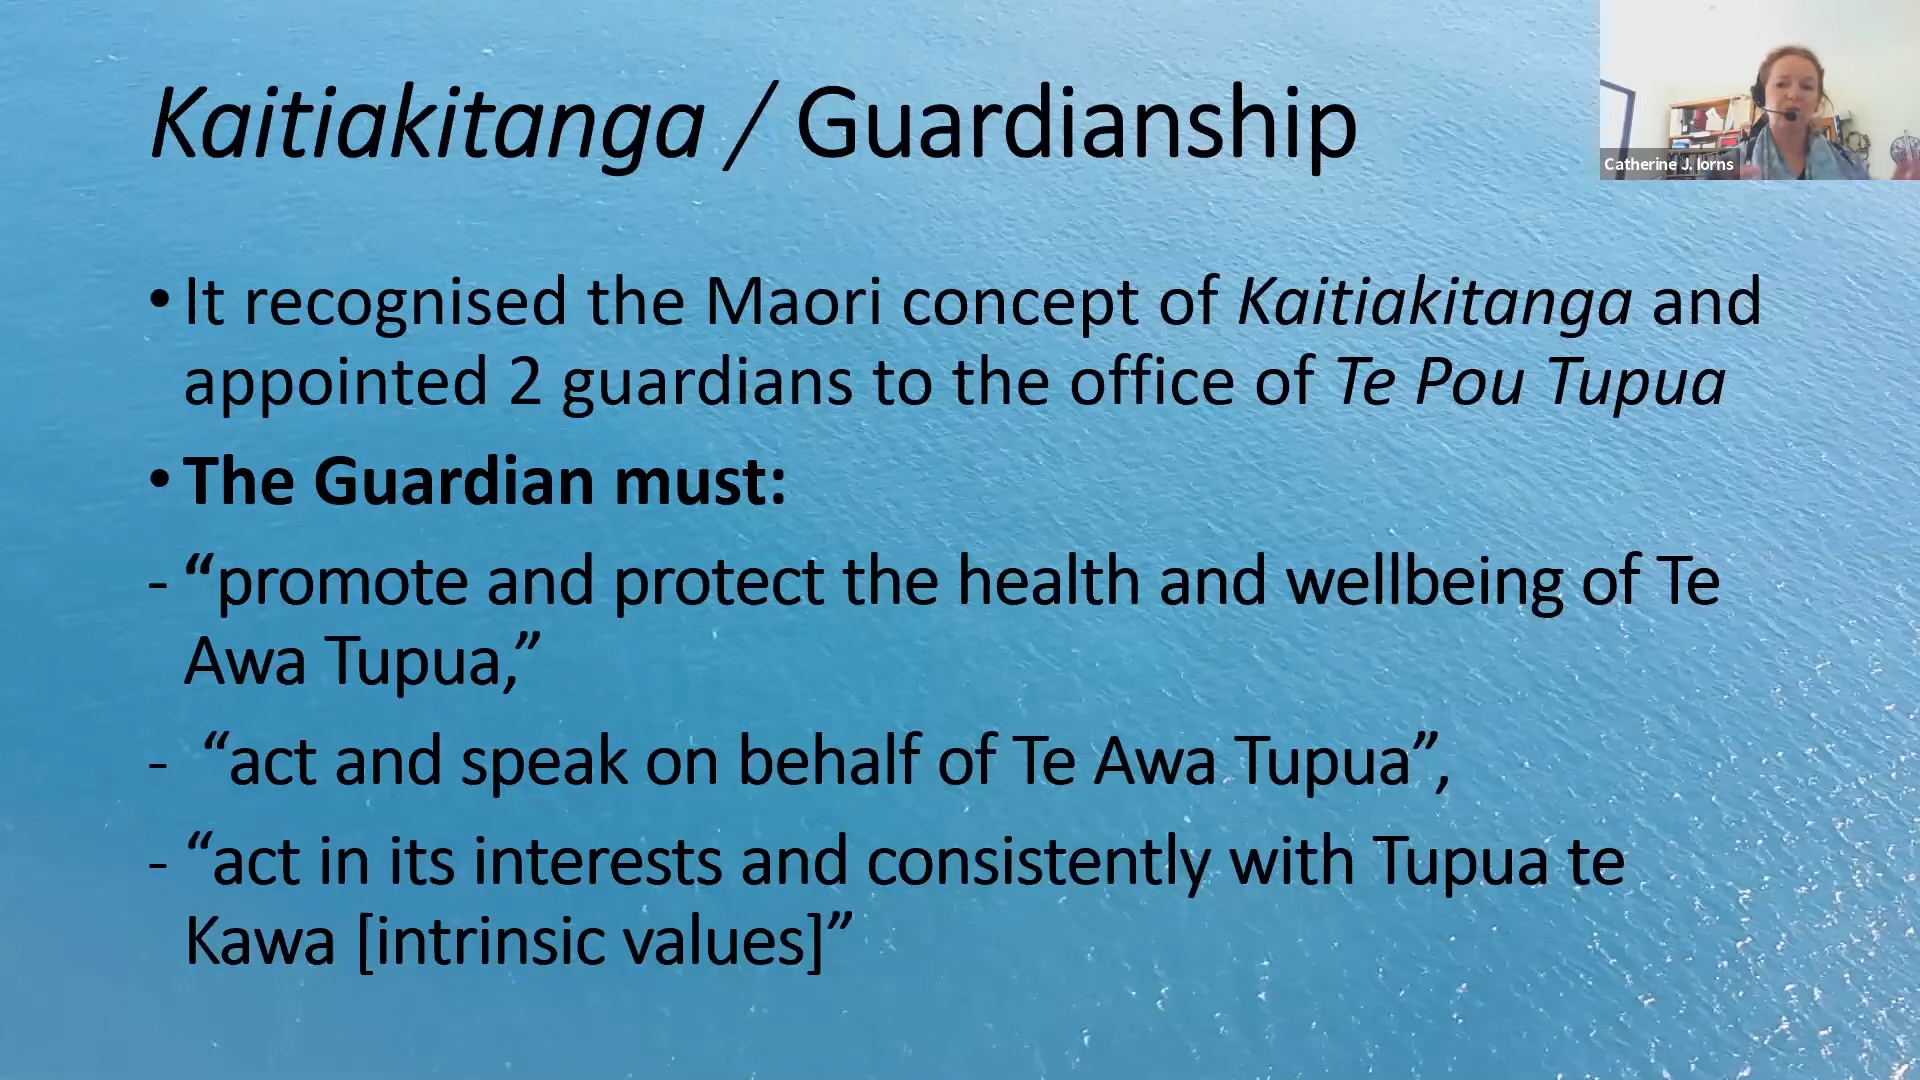 Kaitiakitanga / Guardianship
Catherine J. Iorns
• It recognised the Maori concept of Kaitiakitanga and
appointed 2 guardians to the office of Te Pou Tupua
• The Guardian must:
- “promote and protect the health and wellbeing of Te
Awa Tupua,”
- “act and speak on behalf of Te Awa Tupua”,
- “act in its interests and consistently with Tupua te
Kawa [intrinsic values]”